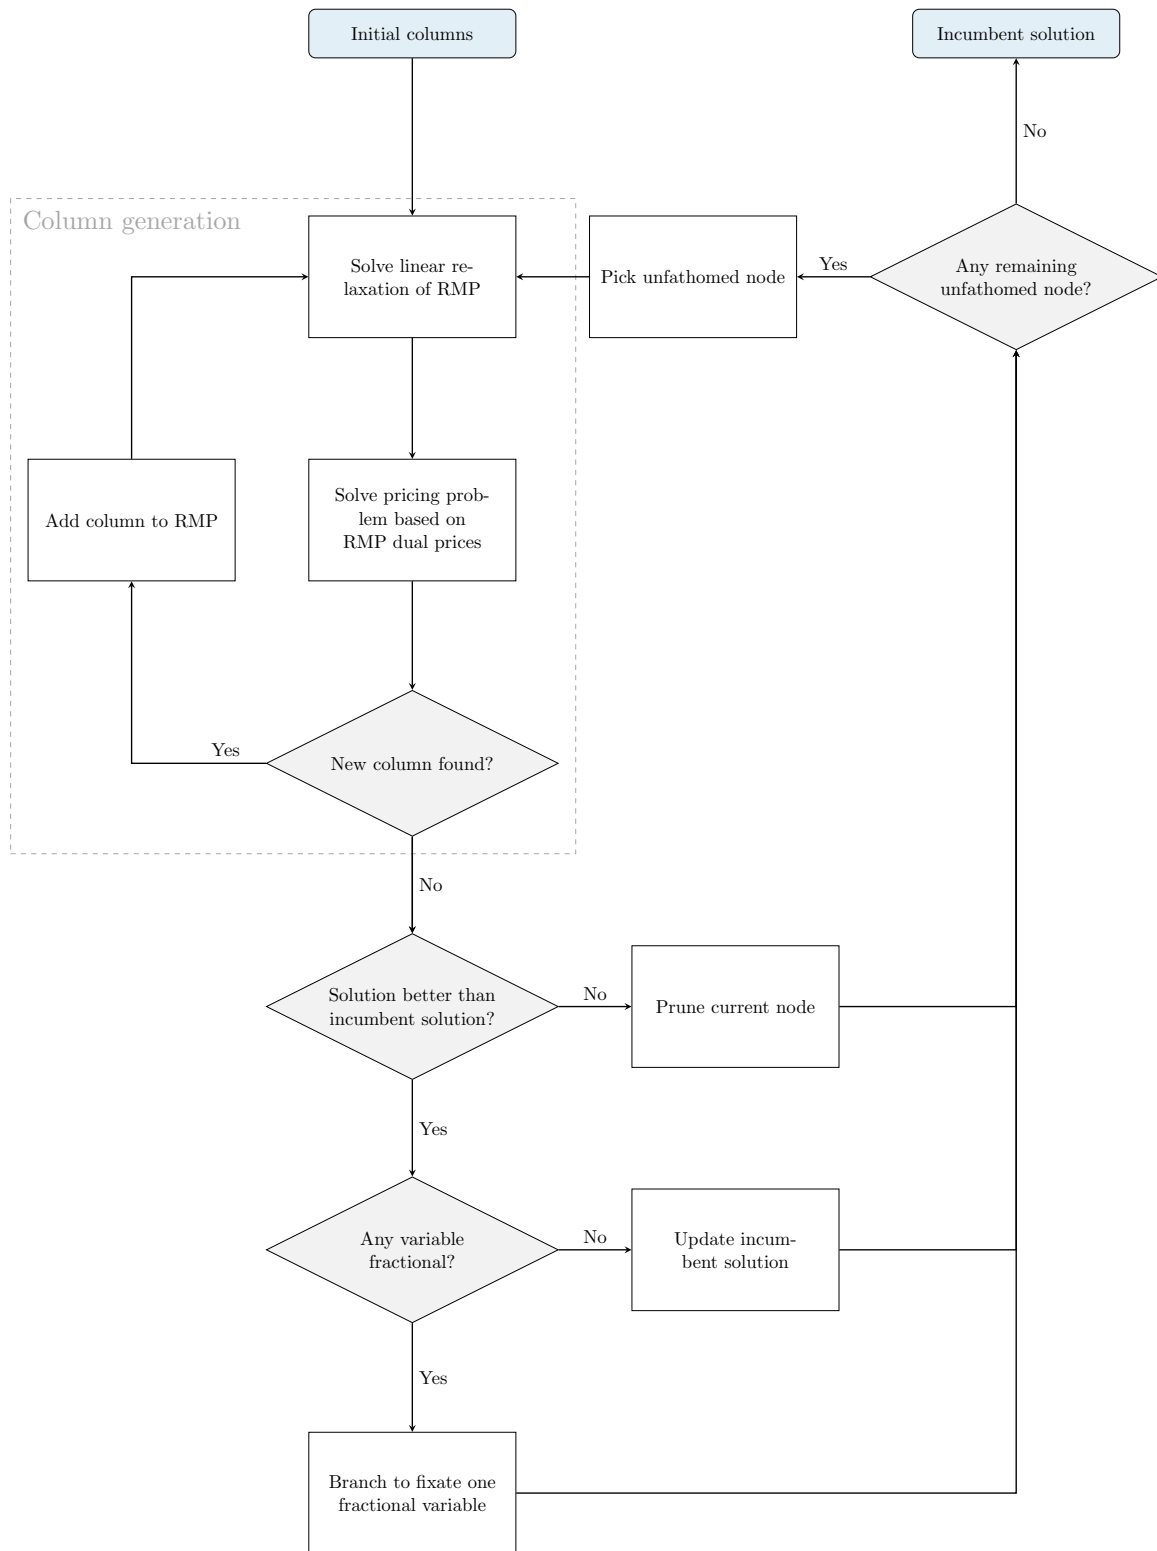 Initial columns
Incumbent solution
No
Column generation
Solve linear re-
laxation of RMP
Pick unfathomed node
Yes
Any remaining
unfathomed node?
Add column to RMP
Solve pricing prob-
lem based on
RMP dual prices
Yes
New column found?
No
Solution better than
incumbent solution?
No
Prune current node
Yes
Any variable
fractional?
No
Update incum-
bent solution
Yes
Branch to fixate one
fractional variable